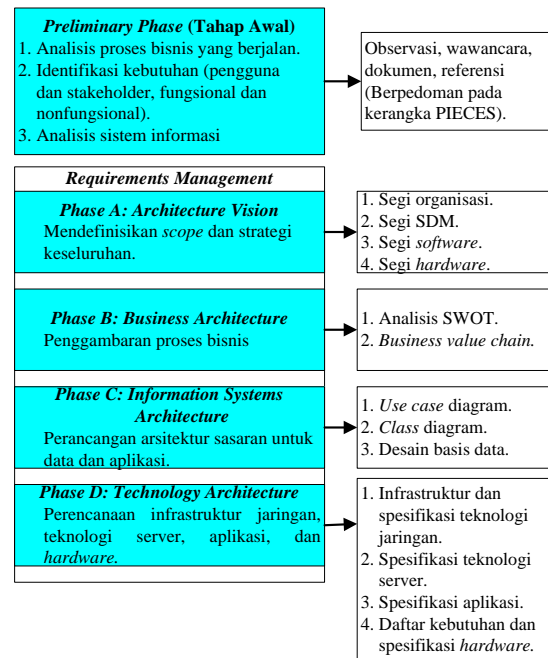 Preliminary Phase (Tahap Awal)
1. Analisis proses bisnis yang berjalan.
2. Identifikasi kebutuhan (pengguna
dan stakeholder, fungsional dan
nonfungsional).
3. Analisis sistem informasi
Observasi, wawancara,
dokumen, referensi
(Berpedoman pada
kerangka PIECES).
Requirements Management
Phase A: Architecture Vision
Mendefinisikan scope dan strategi
keseluruhan.
1. Segi organisasi.
2. Segi SDM.
3. Segi software.
4. Segi hardware.
Phase B: Business Architecture
Penggambaran proses bisnis
1. Analisis SWOT.
2. Business value chain.
Phase C: Information Systems
Architecture
Perancangan arsitektur sasaran untuk
data dan aplikasi.
1. Use case diagram.
2. Class diagram.
3. Desain basis data.
Phase D: Technology Architecture
Perencanaan infrastruktur jaringan,
teknologi server, aplikasi, dan
hardware.
1. Infrastruktur dan
spesifikasi teknologi
jaringan.
2. Spesifikasi teknologi
server.
3. Spesifikasi aplikasi.
4. Daftar kebutuhan dan
spesifikasi hardware.